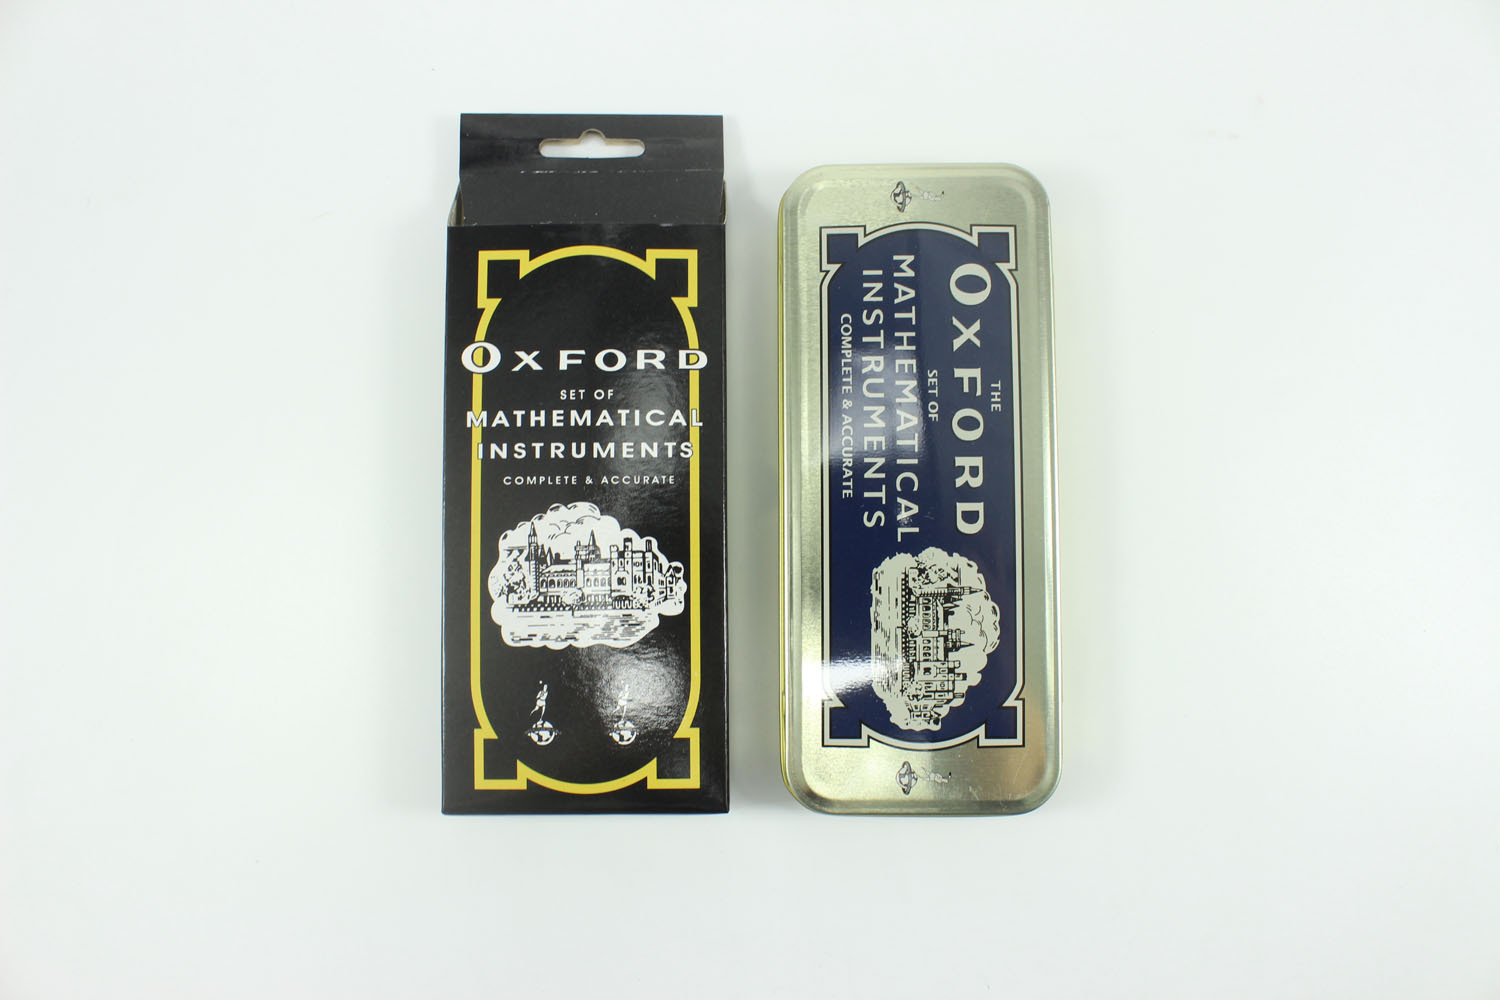 OXFORD
SET OF
MATHEMATICAL
INSTRUMENTS
COMPLETE & ACCURATE
THE
OXFORD
SET OF
MATHEMATICAL
INSTRUMENTS
COMPLETE & ACCURATE